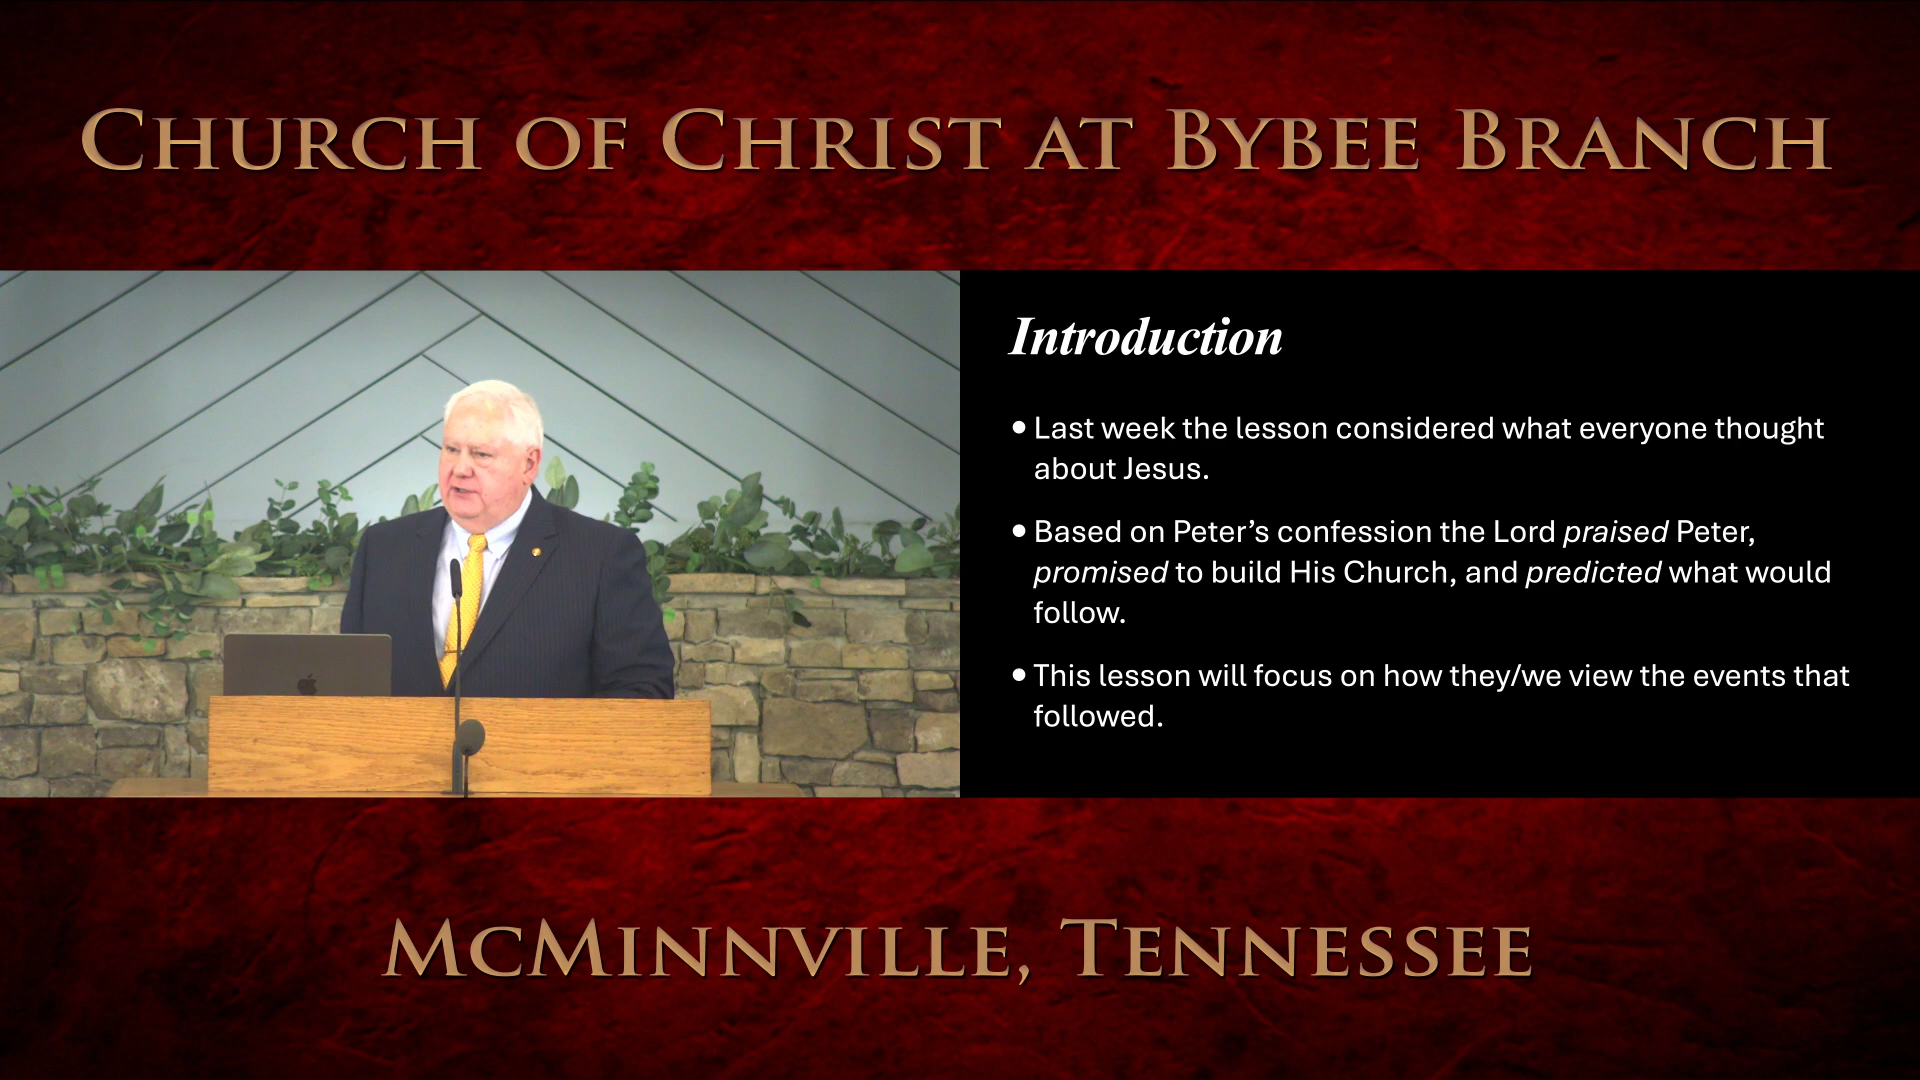 Church of Christ at Bybee Branch
Introduction
• Last week the lesson considered what everyone thought
about Jesus.
• Based on Peter’s confession the Lord praised Peter,
promised to build His Church, and predicted what would
follow.
• This lesson will focus on how they/we view the events that
followed.
McMinnville, Tennessee